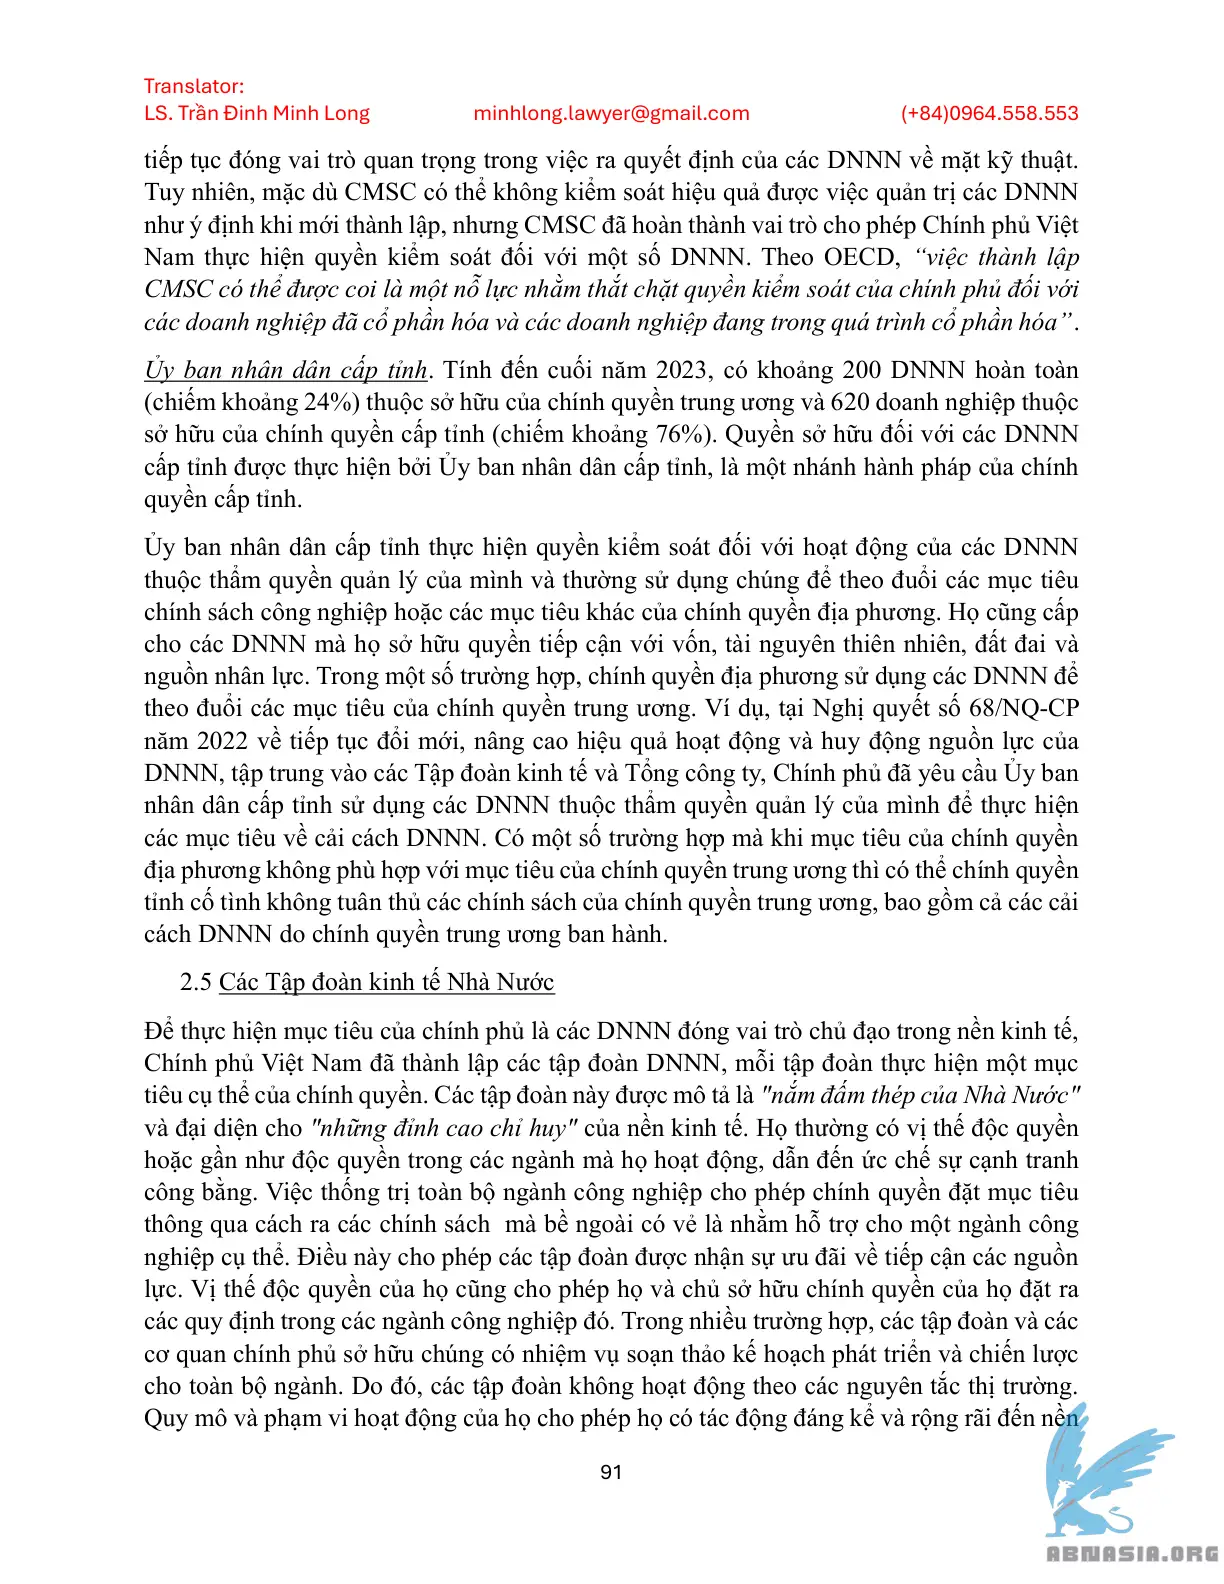 Translator:
LS. Trần Đinh Minh Long minhlong.lawyer@gmail.com (+84)0964.558.553
tiếp tục đóng vai trò quan trọng trong việc ra quyết định của các DNNN về mặt kỹ thuật.
Tuy nhiên, mặc dù CMSC có thể không kiểm soát hiệu quả được việc quản trị các DNNN
như ý định khi mới thành lập, nhưng CMSC đã hoàn thành vai trò cho phép Chính phủ Việt
Nam thực hiện quyền kiểm soát đối với một số DNNN. Theo OECD, “việc thành lập
CMSC có thể được coi là một nỗ lực nhằm thắt chặt quyền kiểm soát của chính phủ đối với
các doanh nghiệp đã cổ phần hóa và các doanh nghiệp đang trong quá trình cổ phần hóa”.
Ủy ban nhân dân cấp tỉnh. Tính đến cuối năm 2023, có khoảng 200 DNNN hoàn toàn
(chiếm khoảng 24%) thuộc sở hữu của chính quyền trung ương và 620 doanh nghiệp thuộc
sở hữu của chính quyền cấp tỉnh (chiếm khoảng 76%). Quyền sở hữu đối với các DNNN
cấp tỉnh được thực hiện bởi Ủy ban nhân dân cấp tỉnh, là một nhánh hành pháp của chính
quyền cấp tỉnh.
Ủy ban nhân dân cấp tỉnh thực hiện quyền kiểm soát đối với hoạt động của các DNNN
thuộc thẩm quyền quản lý của mình và thường sử dụng chúng để theo đuổi các mục tiêu
chính sách công nghiệp hoặc các mục tiêu khác của chính quyền địa phương. Họ cũng cấp
cho các DNNN mà họ sở hữu quyền tiếp cận với vốn, tài nguyên thiên nhiên, đất đai và
nguồn nhân lực. Trong một số trường hợp, chính quyền địa phương sử dụng các DNNN để
theo đuổi các mục tiêu của chính quyền trung ương. Ví dụ, tại Nghị quyết số 68/NQ-CP
năm 2022 về tiếp tục đổi mới, nâng cao hiệu quả hoạt động và huy động nguồn lực của
DNNN, tập trung vào các Tập đoàn kinh tế và Tổng công ty, Chính phủ đã yêu cầu Ủy ban
nhân dân cấp tỉnh sử dụng các DNNN thuộc thẩm quyền quản lý của mình để thực hiện
các mục tiêu về cải cách DNNN. Có một số trường hợp mà khi mục tiêu của chính quyền
địa phương không phù hợp với mục tiêu của chính quyền trung ương thì có thể chính quyền
tỉnh cố tình không tuân thủ các chính sách của chính quyền trung ương, bao gồm cả các cải
cách DNNN do chính quyền trung ương ban hành.
2.5 Các Tập đoàn kinh tế Nhà Nước
Để thực hiện mục tiêu của chính phủ là các DNNN đóng vai trò chủ đạo trong nền kinh tế,
Chính phủ Việt Nam đã thành lập các tập đoàn DNNN, mỗi tập đoàn thực hiện một mục
tiêu cụ thể của chính quyền. Các tập đoàn này được mô tả là "nắm đấm thép của Nhà Nước"
và đại diện cho "những đỉnh cao chỉ huy" của nền kinh tế. Họ thường có vị thế độc quyền
hoặc gần như độc quyền trong các ngành mà họ hoạt động, dẫn đến ức chế sự cạnh tranh
công bằng. Việc thống trị toàn bộ ngành công nghiệp cho phép chính quyền đặt mục tiêu
thông qua cách ra các chính sách  mà bề ngoài có vẻ là nhằm hỗ trợ cho một ngành công
nghiệp cụ thể. Điều này cho phép các tập đoàn được nhận sự ưu đãi về tiếp cận các nguồn
lực. Vị thế độc quyền của họ cũng cho phép họ và chủ sở hữu chính quyền của họ đặt ra
các quy định trong các ngành công nghiệp đó. Trong nhiều trường hợp, các tập đoàn và các
cơ quan chính phủ sở hữu chúng có nhiệm vụ soạn thảo kế hoạch phát triển và chiến lược
cho toàn bộ ngành. Do đó, các tập đoàn không hoạt động theo các nguyên tắc thị trường.
Quy mô và phạm vi hoạt động của họ cho phép họ có tác động đáng kể và rộng rãi đến nền
91
ABNASIA.ORG